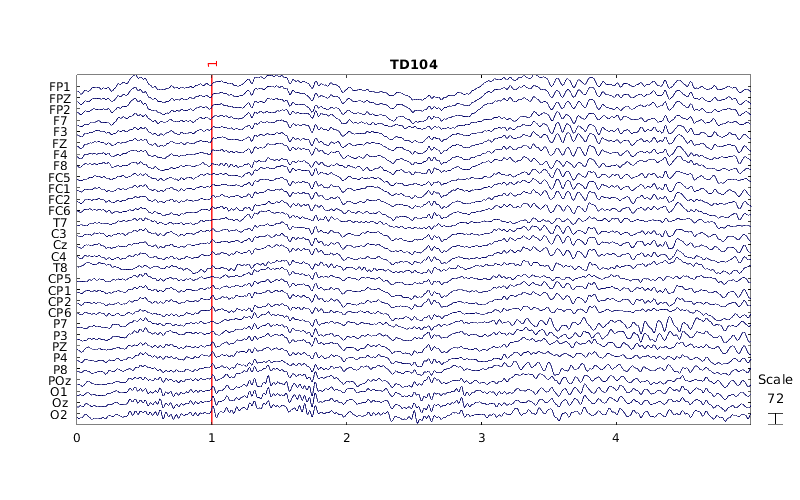 1
TD104
FP1
FPZ
FP2
F7
F3
FZ
F4
F8
FC5
FC1
FC2
FC6
T7
C3
Cz
C4
T8
CP5
CP1
CP2
CP6
P7
P3
PZ
P4
P8
POz
O1
Oz
O2
Scale
72
0 1 2 3 4